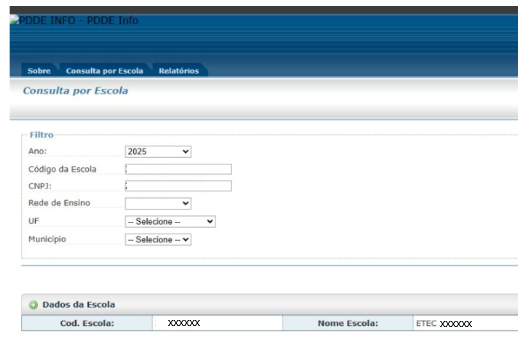 PDDE INFO - PDDE Info
Sobre Consulta por Escola Relatórios
Consulta por Escola
Filtro
Ano: 2025
Código da Escola
CNPJ:
Rede de Ensino
UF -- Selecione --
Município -- Selecione --
Dados da Escola
Cod. Escola: XXXXXX Nome Escola: ETEC XXXXXX